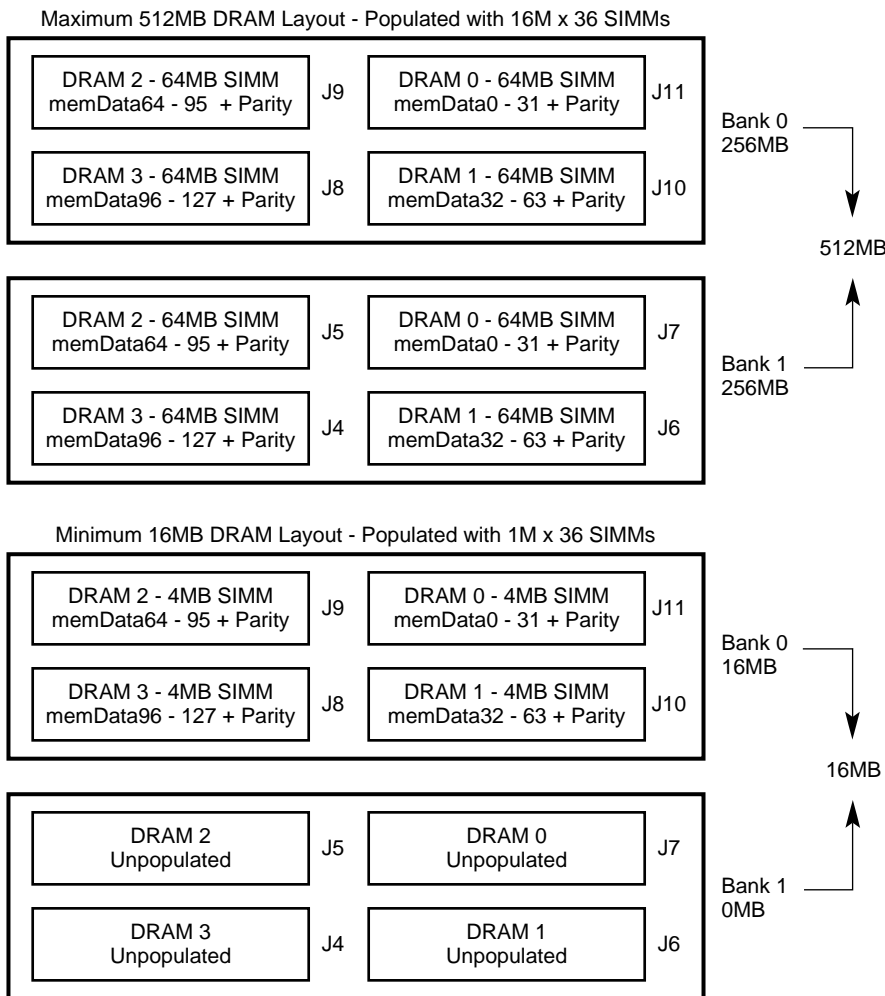 Maximum 512MB DRAM Layout - Populated with 16M x 36 SIMMs
DRAM 2 - 64MB SIMM
memData64 - 95 + Parity
J9
DRAM 0 - 64MB SIMM
memData0 - 31 + Parity
J11
DRAM 3 - 64MB SIMM
memData96 - 127 + Parity
J8
DRAM 1 - 64MB SIMM
memData32 - 63 + Parity
J10
Bank 0
256MB
512MB
DRAM 2 - 64MB SIMM
memData64 - 95 + Parity
J5
DRAM 0 - 64MB SIMM
memData0 - 31 + Parity
J7
DRAM 3 - 64MB SIMM
memData96 - 127 + Parity
J4
DRAM 1 - 64MB SIMM
memData32 - 63 + Parity
J6
Bank 1
256MB
Minimum 16MB DRAM Layout - Populated with 1M x 36 SIMMs
DRAM 2 - 4MB SIMM
memData64 - 95 + Parity
J9
DRAM 0 - 4MB SIMM
memData0 - 31 + Parity
J11
DRAM 3 - 4MB SIMM
memData96 - 127 + Parity
J8
DRAM 1 - 4MB SIMM
memData32 - 63 + Parity
J10
Bank 0
16MB
16MB
DRAM 2
Unpopulated
J5
DRAM 0
Unpopulated
J7
DRAM 3
Unpopulated
J4
DRAM 1
Unpopulated
J6
Bank 1
0MB